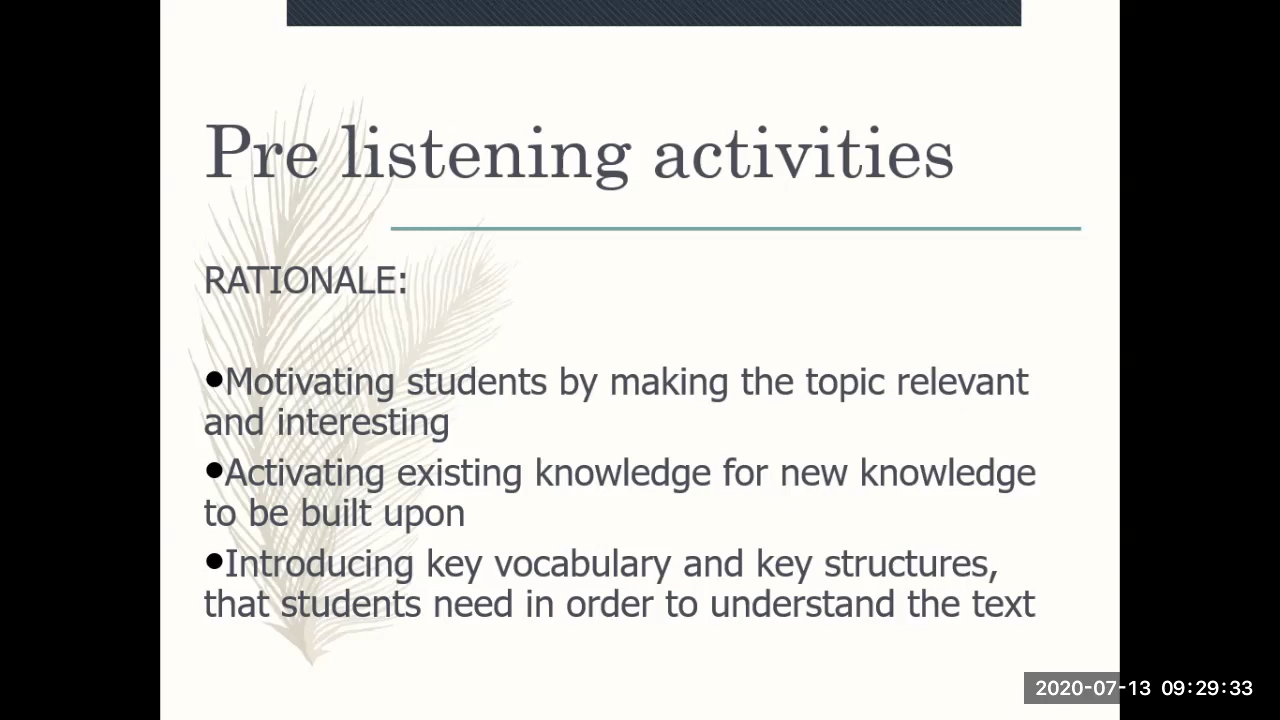 Pre listening activities
RATIONALE:
●Motivating students by making the topic relevant
and interesting
●Activating existing knowledge for new knowledge
to be built upon
●Introducing key vocabulary and key structures,
that students need in order to understand the text
2020-07-13 09:29:33